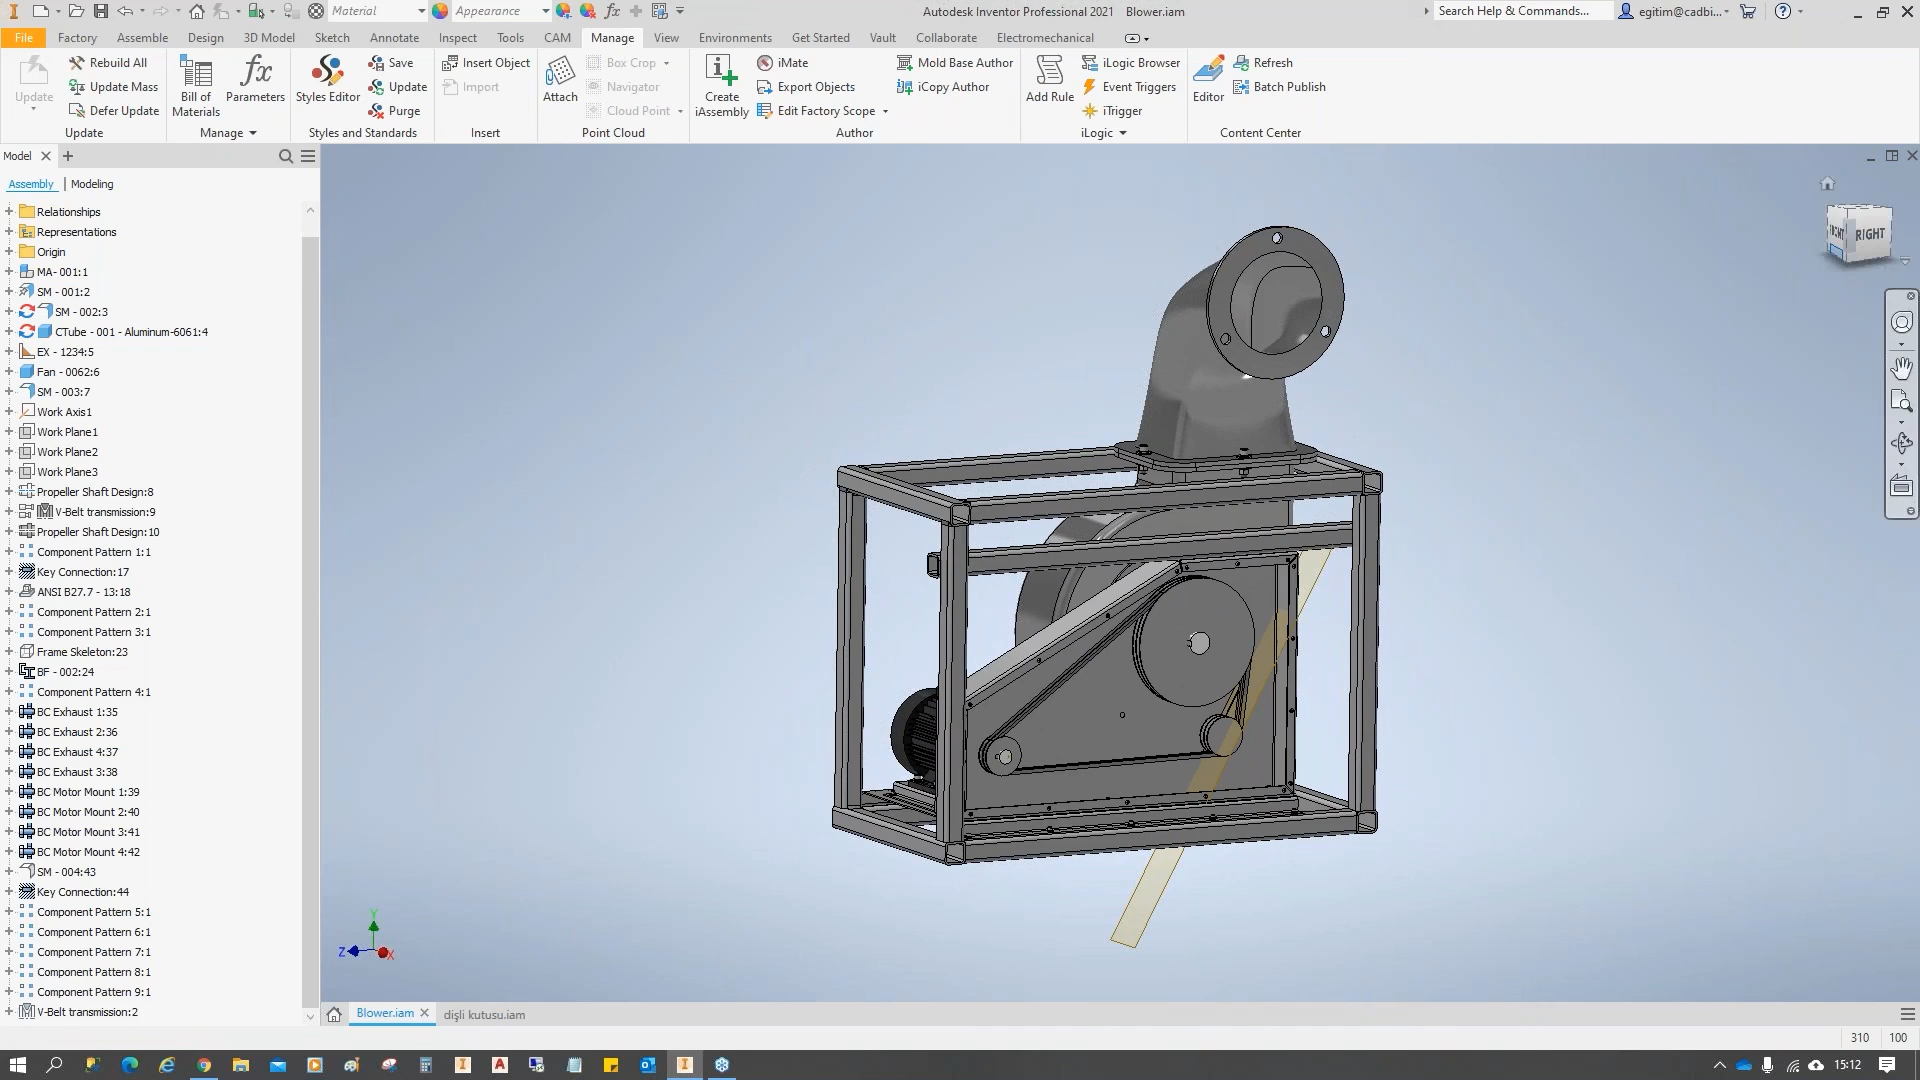 Material
Appearance
fx
Autodesk Inventor Professional 2021 Blower.iam
Search Help & Commands...
egitim@cadbi...
File Factory Assemble Design 3D Model Sketch Annotate Inspect Tools CAM Manage View Environments Get Started Vault Collaborate Electromechanical
Update
Rebuild All
Update Mass
Defer Update
Update
Bill of Materials
fx
Parameters
Manage
Styles Editor
Save
Update
Purge
Styles and Standards
Insert Object
Import
Insert
Attach
Box Crop
Navigator
Cloud Point
Point Cloud
Create iAssembly
iMate
Export Objects
Edit Factory Scope
Mold Base Author
iCopy Author
Author
Add Rule
iLogic Browser
Event Triggers
iTrigger
iLogic
Editor
Refresh
Batch Publish
Content Center
Model
Assembly | Modeling
Relationships
Representations
Origin
MA- 001:1
SM - 001:2
SM - 002:3
CTube - 001 - Aluminum-6061:4
EX - 1234:5
Fan - 0062:6
SM - 003:7
Work Axis1
Work Plane1
Work Plane2
Work Plane3
Propeller Shaft Design:8
V-Belt transmission:9
Propeller Shaft Design:10
Component Pattern 1:1
Key Connection:17
ANSI B27.7 - 13:18
Component Pattern 2:1
Component Pattern 3:1
Frame Skeleton:23
BF - 002:24
Component Pattern 4:1
BC Exhaust 1:35
BC Exhaust 2:36
BC Exhaust 4:37
BC Exhaust 3:38
BC Motor Mount 1:39
BC Motor Mount 2:40
BC Motor Mount 3:41
BC Motor Mount 4:42
SM - 004:43
Key Connection:44
Component Pattern 5:1
Component Pattern 6:1
Component Pattern 7:1
Component Pattern 8:1
Component Pattern 9:1
V-Belt transmission:2
RIGHT
Y
Z
X
Blower.iam
dişli kutusu.iam
310 100
15:12